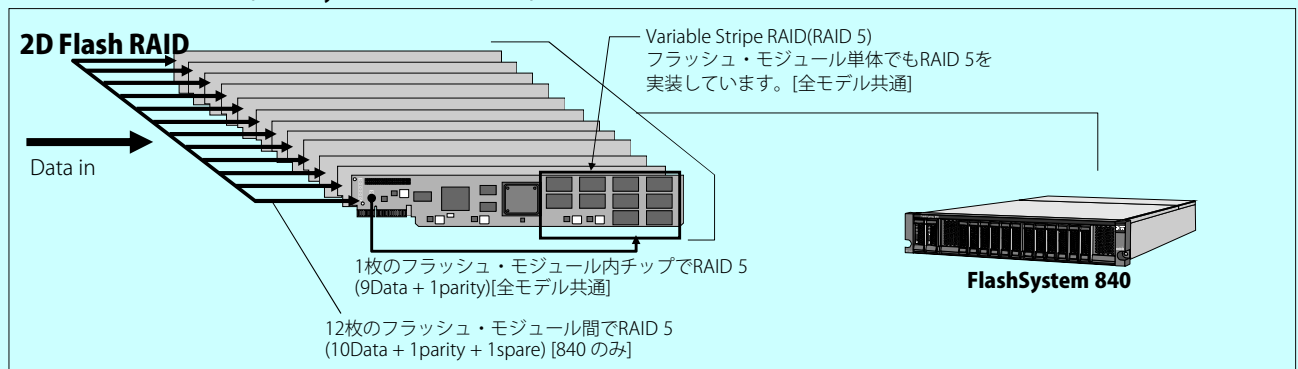 2D Flash RAID
Variable Stripe RAID(RAID 5)
フラッシュ・モジュール単体でもRAID 5を
実装しています。[全モデル共通]
Data in
1枚のフラッシュ・モジュール内チップでRAID 5
(9Data + 1parity)[全モデル共通]
FlashSystem 840
12枚のフラッシュ・モジュール間でRAID 5
(10Data + 1parity + 1spare) [840 のみ]